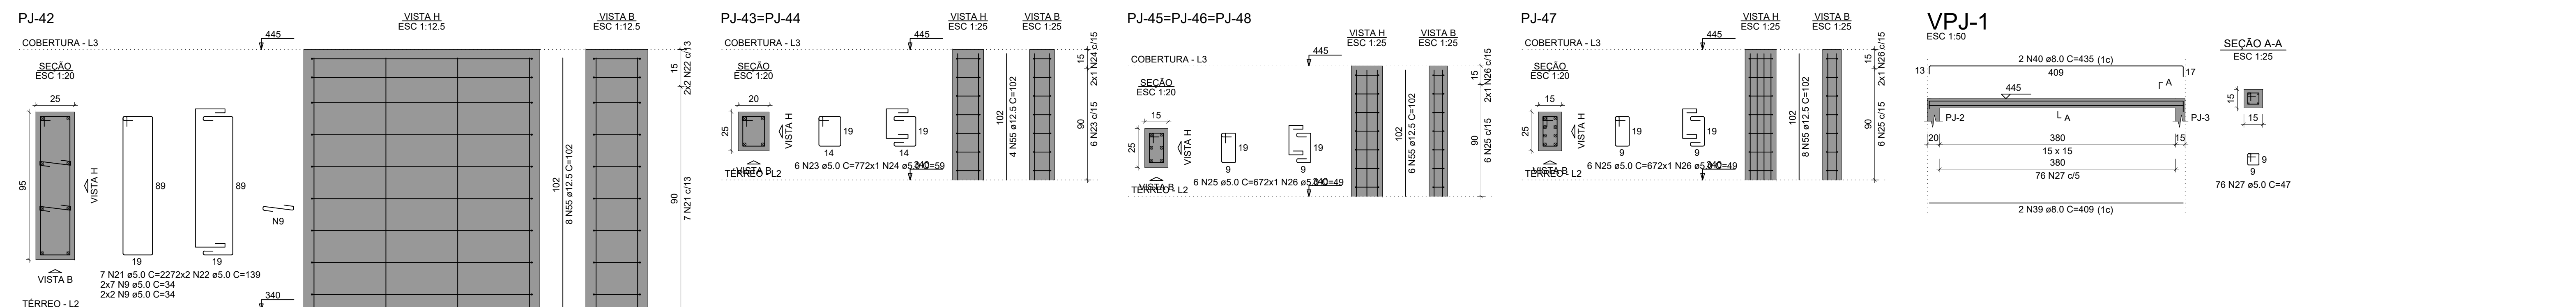 PJ-42
COBERTURA - L3
SEÇÃO
ESC 1:20
25
95
VISTA H
VISTA B
89
19
89
19
N9
7 N21 ø5.0 C=2272x2 N22 ø5.0 C=139
2x7 N9 ø5.0 C=34
2x2 N9 ø5.0 C=34
TÉRREO - L2
445
340
VISTA H
ESC 1:12.5
102
8 N55 ø12.5 C=102
VISTA B
ESC 1:12.5
15
2x2 N22 c/13
90
7 N21 c/13
PJ-43=PJ-44
COBERTURA - L3
SEÇÃO
ESC 1:20
20
25
VISTA H
VISTA B
19
14
19
14
6 N23 ø5.0 C=772x1 N24 ø5.0 C=59
TÉRREO - L2
445
340
VISTA H
ESC 1:25
102
4 N55 ø12.5 C=102
VISTA B
ESC 1:25
15
2x1 N24 c/15
90
6 N23 c/15
PJ-45=PJ-46=PJ-48
COBERTURA - L3
SEÇÃO
ESC 1:20
15
25
VISTA H
VISTA B
19
9
19
9
6 N25 ø5.0 C=672x1 N26 ø5.0 C=49
TÉRREO - L2
445
340
VISTA H
ESC 1:25
102
6 N55 ø12.5 C=102
VISTA B
ESC 1:25
15
2x1 N26 c/15
90
6 N25 c/15
PJ-47
COBERTURA - L3
SEÇÃO
ESC 1:20
15
25
VISTA H
VISTA B
19
9
19
9
6 N25 ø5.0 C=672x1 N26 ø5.0 C=49
TÉRREO - L2
445
340
VISTA H
ESC 1:25
102
8 N55 ø12.5 C=102
VISTA B
ESC 1:25
15
2x1 N26 c/15
90
6 N25 c/15
VPJ-1
ESC 1:50
2 N40 ø8.0 C=435 (1c)
13
409
17
A
445
PJ-2
A
PJ-3
20
380
15
15 x 15
380
76 N27 c/5
2 N39 ø8.0 C=409 (1c)
SEÇÃO A-A
ESC 1:25
15
15
9
9
76 N27 ø5.0 C=47